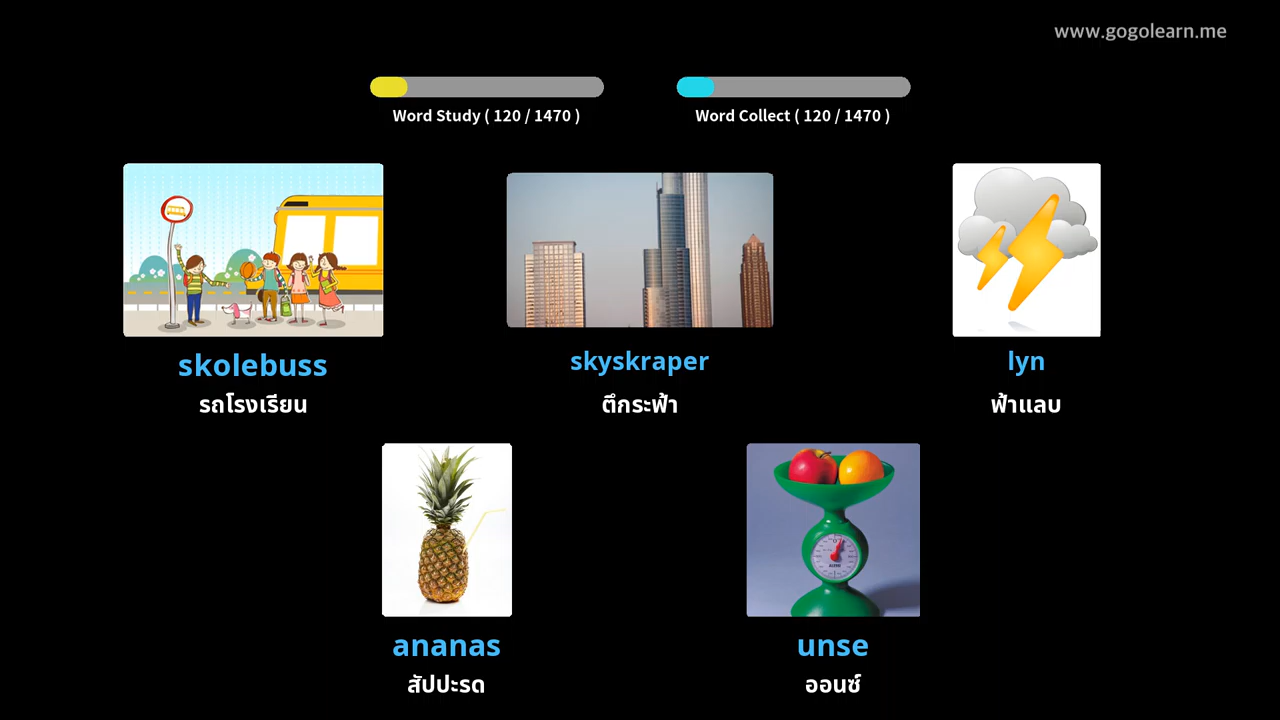 www.gogolearn.me
Word Study ( 120 / 1470 )
Word Collect ( 120 / 1470 )
skolebuss
รถโรงเรียน
skyskraper
ตึกระฟ้า
lyn
ฟ้าแลบ
ananas
สัปปะรด
unse
ออนซ์